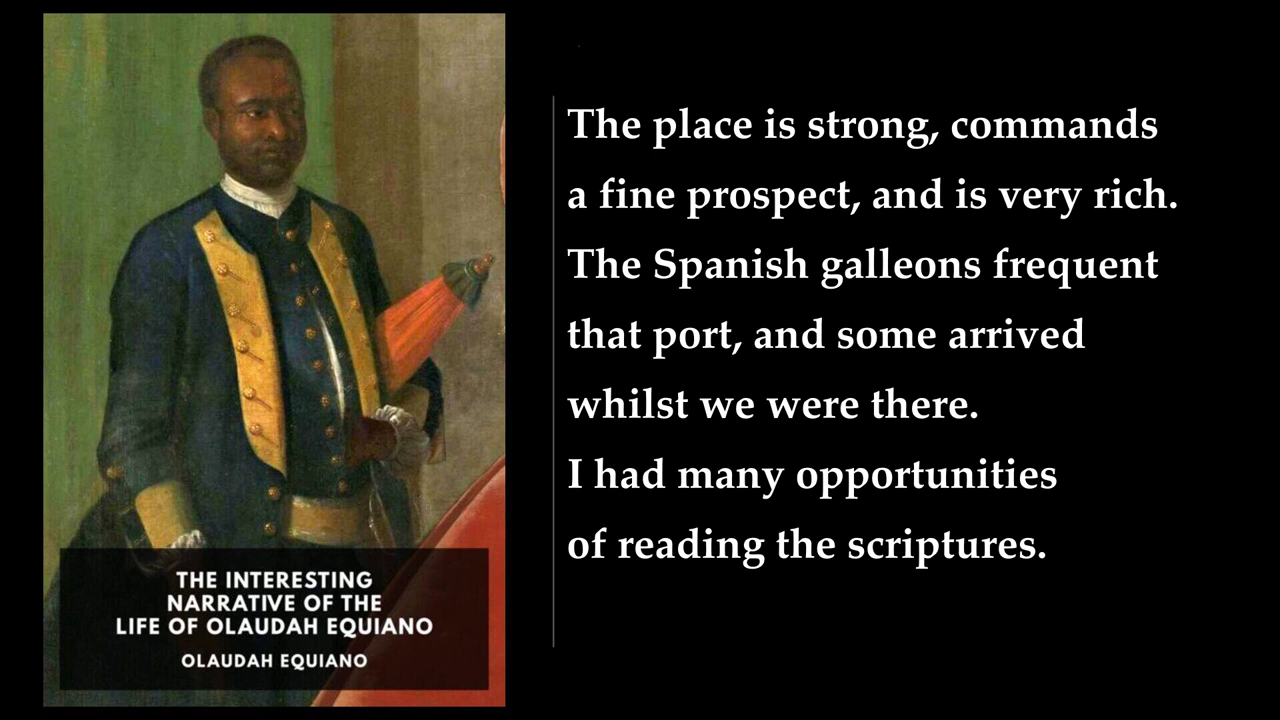 THE INTERESTING
NARRATIVE OF THE
LIFE OF OLAUDAH EQUIANO
OLAUDAH EQUIANO
The place is strong, commands
a fine prospect, and is very rich.
The Spanish galleons frequent
that port, and some arrived
whilst we were there.
I had many opportunities
of reading the scriptures.